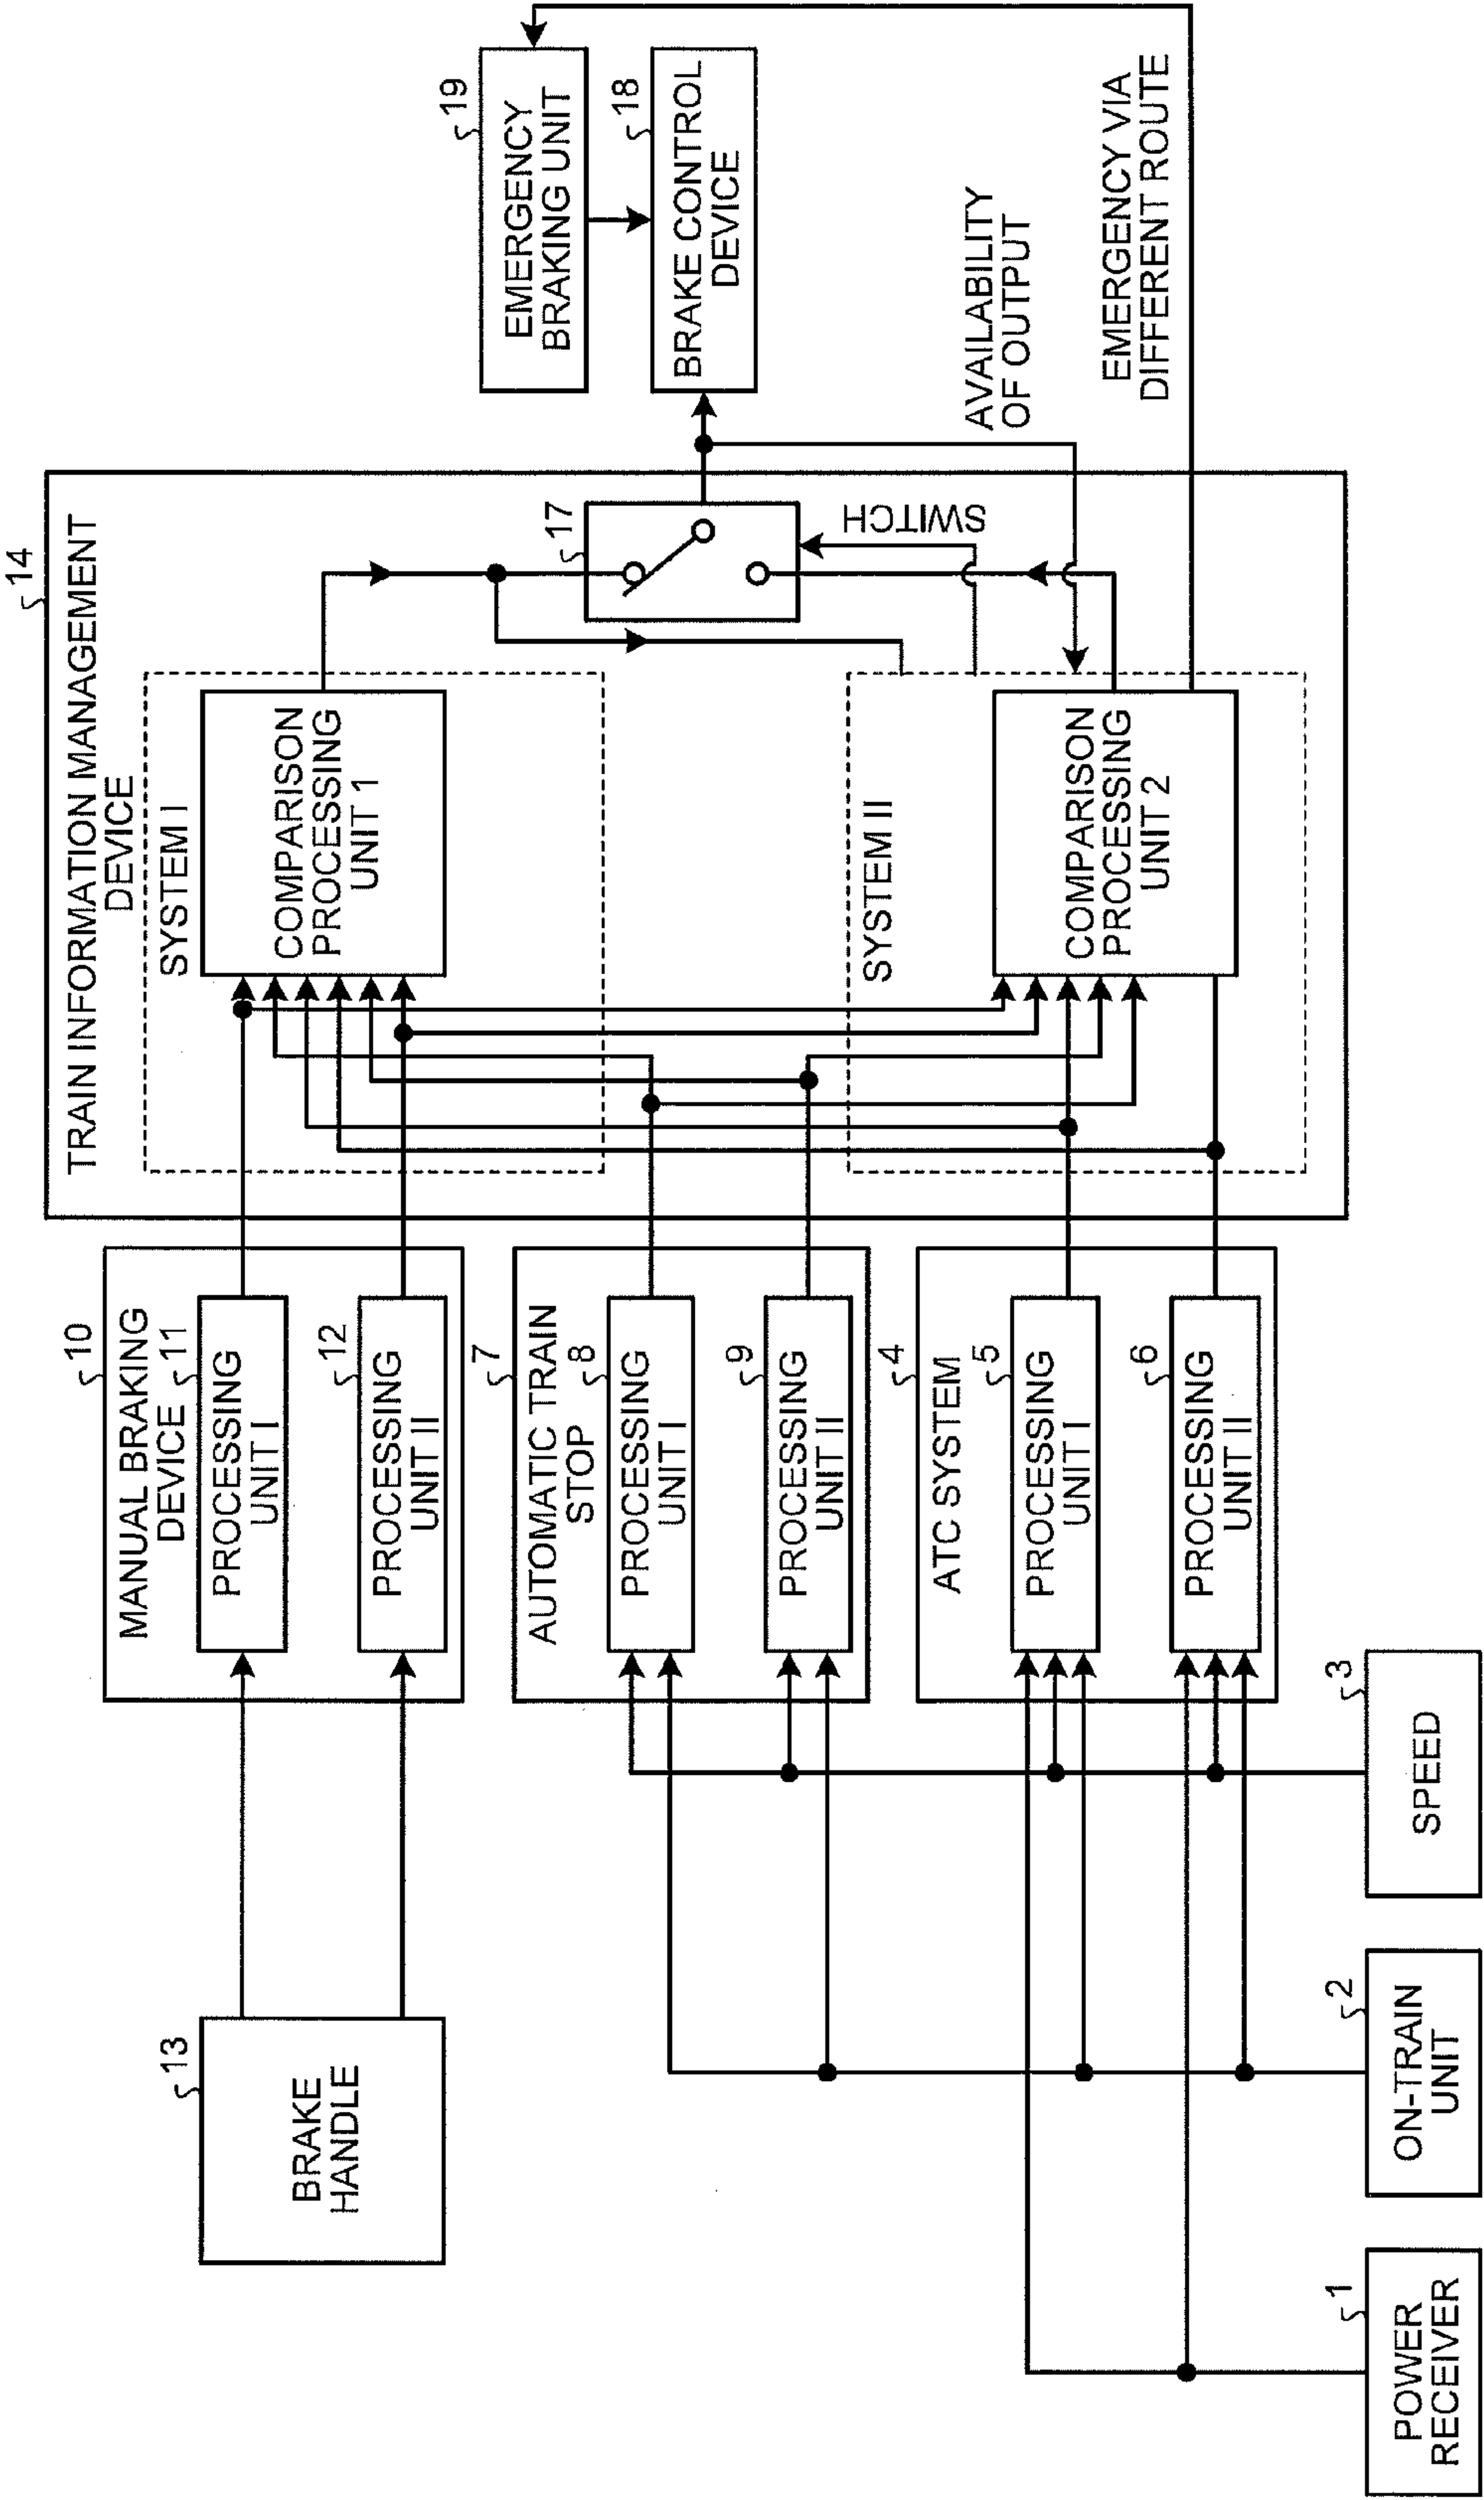 14
TRAIN INFORMATION MANAGEMENT
DEVICE
10
MANUAL BRAKING
DEVICE
11
PROCESSING
UNIT I
12
PROCESSING
UNIT II
13
BRAKE
HANDLE
SYSTEM I
COMPARISON
PROCESSING
UNIT 1
17
SWITCH
19
EMERGENCY
BRAKING UNIT
18
BRAKE CONTROL
DEVICE
7
AUTOMATIC TRAIN
STOP
8
PROCESSING
UNIT I
9
PROCESSING
UNIT II
SYSTEM II
COMPARISON
PROCESSING
UNIT 2
AVAILABILITY
OF OUTPUT
EMERGENCY VIA
DIFFERENT ROUTE
4
ATC SYSTEM
5
PROCESSING
UNIT I
6
PROCESSING
UNIT II
1
POWER
RECEIVER
2
ON-TRAIN
UNIT
3
SPEED